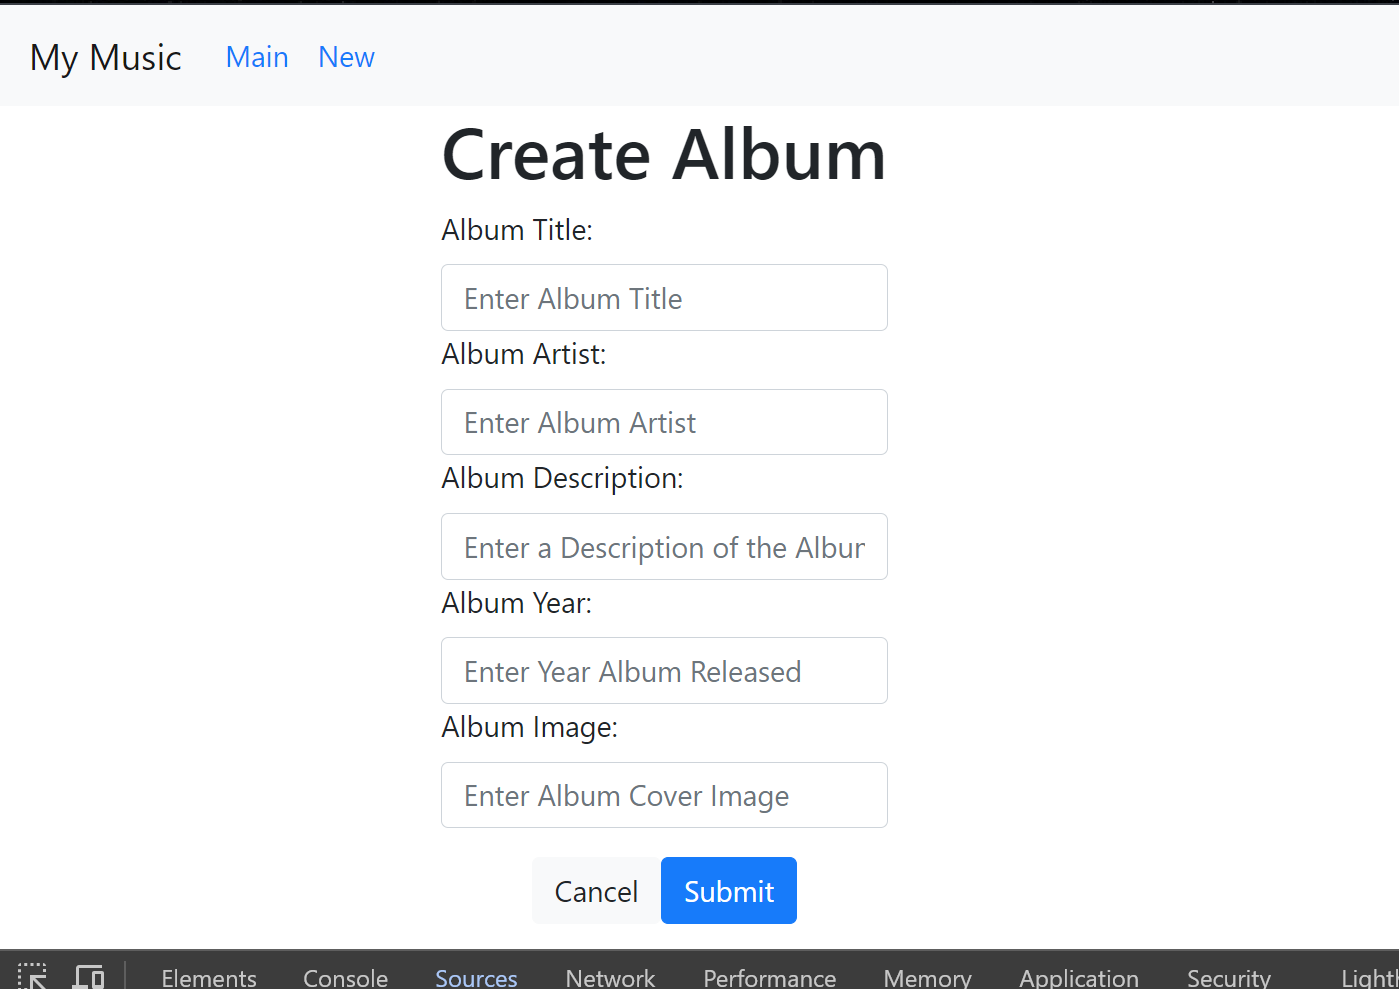 My Music Main New
Create Album
Album Title:
Enter Album Title
Album Artist:
Enter Album Artist
Album Description:
Enter a Description of the Albu
Album Year:
Enter Year Album Released
Album Image:
Enter Album Cover Image
Cancel Submit
Elements Console Sources Network Performance Memory Application Security Lighth